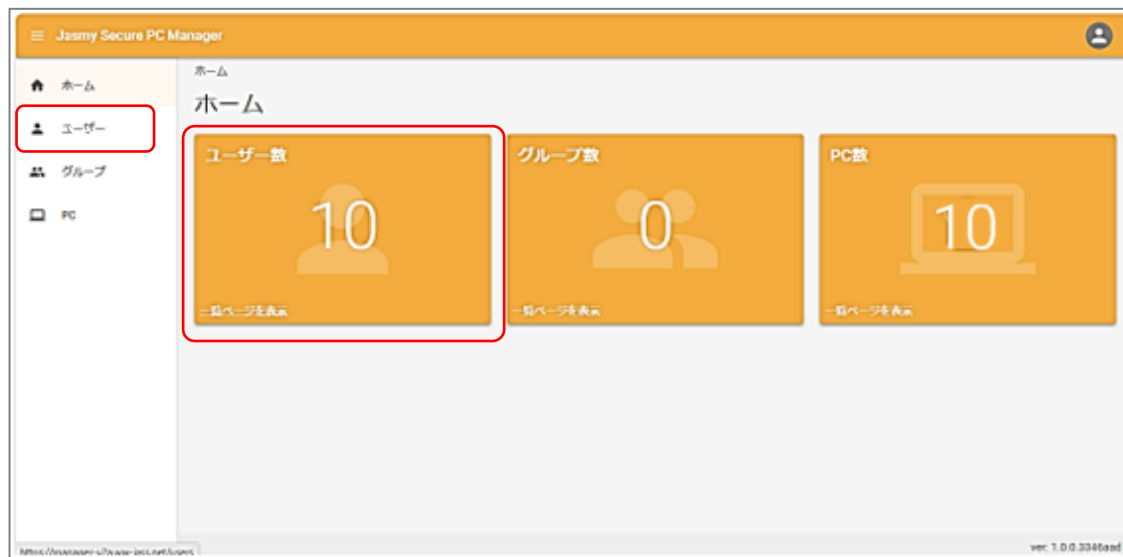 Jasmy Secure PC Manager
ホーム
ユーザー
グループ
PC
ホーム
ホーム
ユーザー数
10
一覧ページを表示
グループ数
0
一覧ページを表示
PC数
10
一覧ページを表示
ver. 1.0.0.3346aad